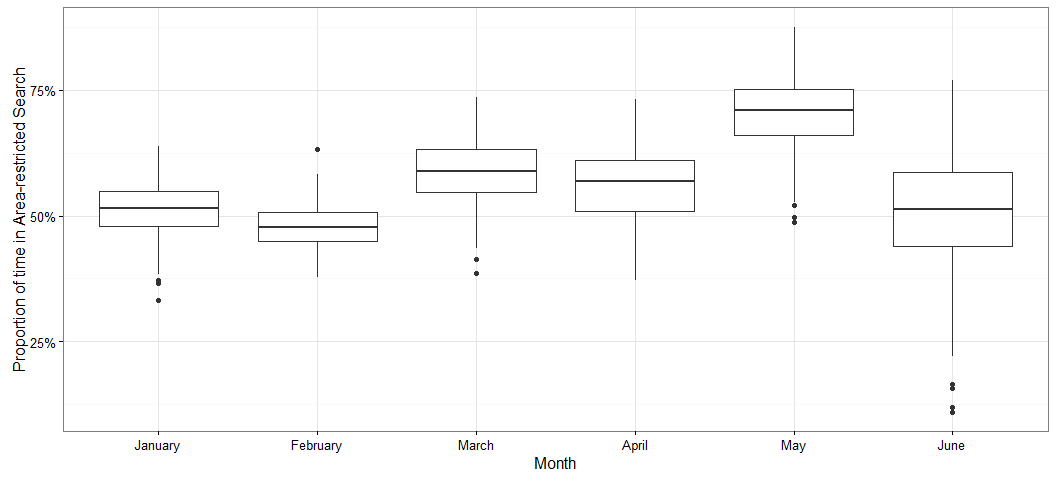 Proportion of time in Area-restricted Search
75%
50%
25%
January February March April May June
Month